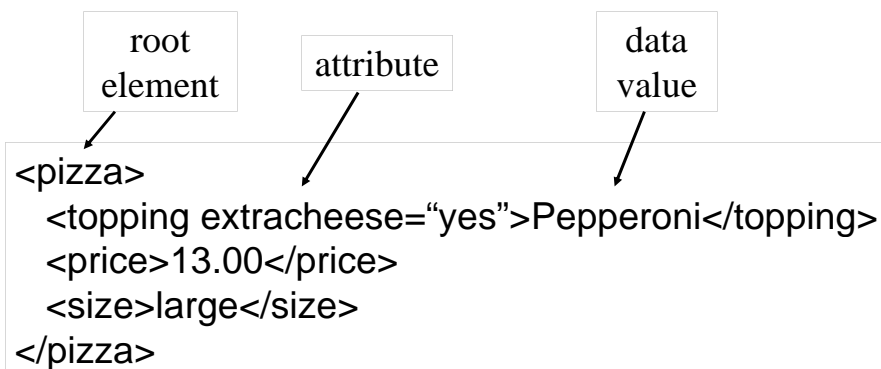 root
element
attribute
data
value
<pizza>
<topping extracheese=“yes”>Pepperoni</topping>
<price>13.00</price>
<size>large</size>
</pizza>